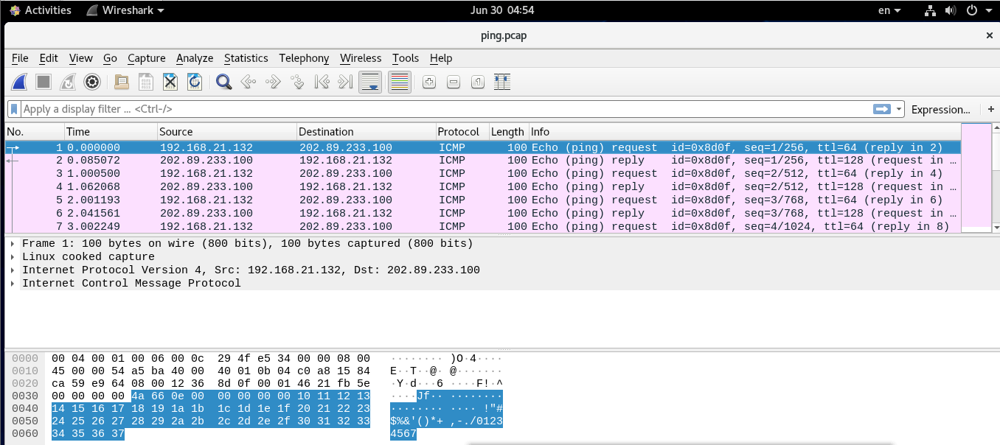 Activities Wireshark Jun 30 04:54 en
ping.pcap ×
File Edit View Go Capture Analyze Statistics Telephony Wireless Tools Help
Apply a display filter ... <Ctrl-/> Expression... +
No. Time Source Destination Protocol Length Info
1 0.000000 192.168.21.132 202.89.233.100 ICMP 100 Echo (ping) request id=0x8d0f, seq=1/256, ttl=64 (reply in 2)
2 0.085072 202.89.233.100 192.168.21.132 ICMP 100 Echo (ping) reply id=0x8d0f, seq=1/256, ttl=128 (request in …
3 1.000500 192.168.21.132 202.89.233.100 ICMP 100 Echo (ping) request id=0x8d0f, seq=2/512, ttl=64 (reply in 4)
4 1.062068 202.89.233.100 192.168.21.132 ICMP 100 Echo (ping) reply id=0x8d0f, seq=2/512, ttl=128 (request in …
5 2.001193 192.168.21.132 202.89.233.100 ICMP 100 Echo (ping) request id=0x8d0f, seq=3/768, ttl=64 (reply in 6)
6 2.041561 202.89.233.100 192.168.21.132 ICMP 100 Echo (ping) reply id=0x8d0f, seq=3/768, ttl=128 (request in …
7 3.002249 192.168.21.132 202.89.233.100 ICMP 100 Echo (ping) request id=0x8d0f, seq=4/1024, ttl=64 (reply in 8)
Frame 1: 100 bytes on wire (800 bits), 100 bytes captured (800 bits)
Linux cooked capture
Internet Protocol Version 4, Src: 192.168.21.132, Dst: 202.89.233.100
Internet Control Message Protocol
0000 00 04 00 01 00 06 00 0c 29 4f e5 34 00 00 08 00 ········ )O·4····
0010 45 00 00 54 a5 ba 40 00 40 01 0b 04 c0 a8 15 84 E··T··@· @·······
0020 ca 59 e9 64 08 00 12 36 8d 0f 00 01 46 21 fb 5e ·Y·d···6 ····F!·^
0030 00 00 00 00 4a 66 0e 00 00 00 00 00 10 11 12 13 ····Jf·· ········
0040 14 15 16 17 18 19 1a 1b 1c 1d 1e 1f 20 21 22 23 ········ ···· !"#
0050 24 25 26 27 28 29 2a 2b 2c 2d 2e 2f 30 31 32 33 $%&'()*+ ,-./0123
0060 34 35 36 37 4567